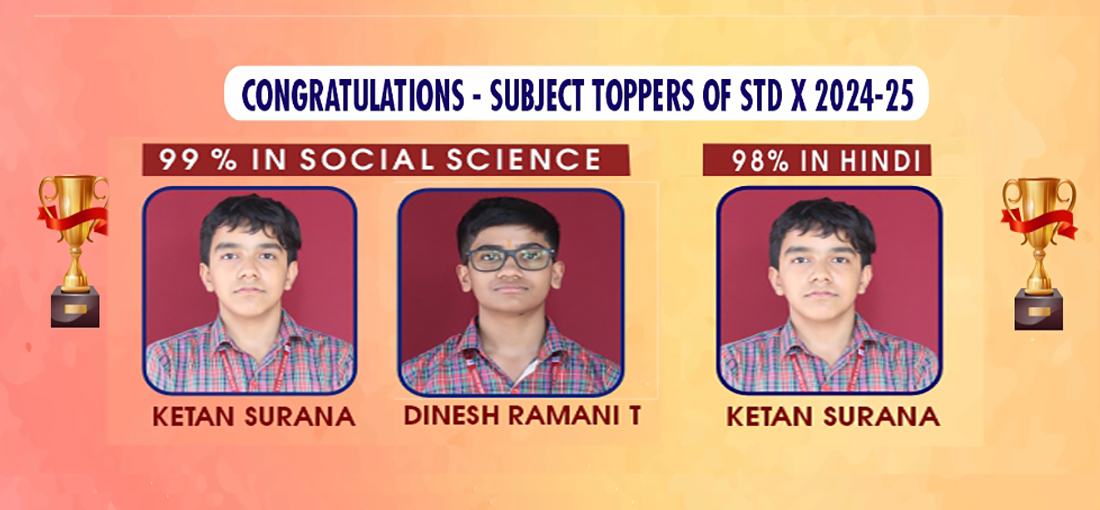 CONGRATULATIONS - SUBJECT TOPPERS OF STD X 2024-25
99 % IN SOCIAL SCIENCE
98% IN HINDI
KETAN SURANA
DINESH RAMANI T
KETAN SURANA